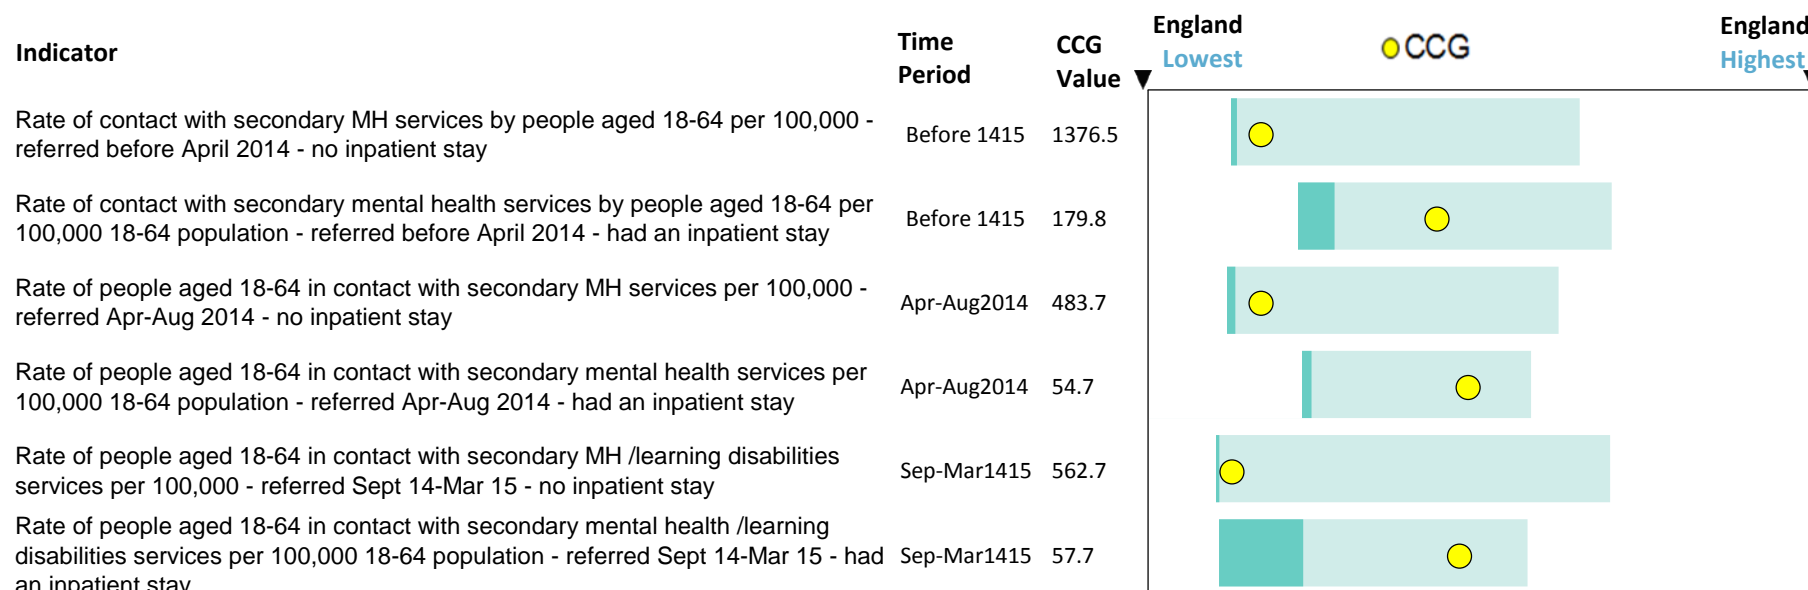 Indicator
Time
Period
CCG
Value
England
Lowest
CCG
England
Highest
Rate of contact with secondary MH services by people aged 18-64 per 100,000 -
referred before April 2014 - no inpatient stay
Before 1415
1376.5
Rate of contact with secondary mental health services by people aged 18-64 per
100,000 18-64 population - referred before April 2014 - had an inpatient stay
Before 1415
179.8
Rate of people aged 18-64 in contact with secondary MH services per 100,000 -
referred Apr-Aug 2014 - no inpatient stay
Apr-Aug2014
483.7
Rate of people aged 18-64 in contact with secondary mental health services per
100,000 18-64 population - referred Apr-Aug 2014 - had an inpatient stay
Apr-Aug2014
54.7
Rate of people aged 18-64 in contact with secondary MH /learning disabilities
services per 100,000 - referred Sept 14-Mar 15 - no inpatient stay
Sep-Mar1415
562.7
Rate of people aged 18-64 in contact with secondary mental health /learning
disabilities services per 100,000 18-64 population - referred Sept 14-Mar 15 - had
an inpatient stay
Sep-Mar1415
57.7